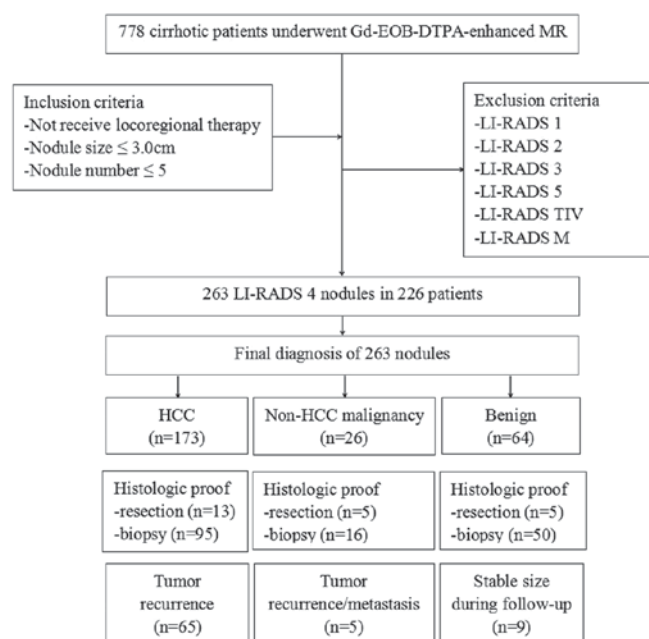 778 cirrhotic patients underwent Gd-EOB-DTPA-enhanced MR
Inclusion criteria
-Not receive locoregional therapy
-Nodule size ≤ 3.0cm
-Nodule number ≤ 5
Exclusion criteria
-LI-RADS 1
-LI-RADS 2
-LI-RADS 3
-LI-RADS 5
-LI-RADS TIV
-LI-RADS M
263 LI-RADS 4 nodules in 226 patients
Final diagnosis of 263 nodules
HCC
(n=173)
Non-HCC malignancy
(n=26)
Benign
(n=64)
Histologic proof
-resection (n=13)
-biopsy (n=95)
Histologic proof
-resection (n=5)
-biopsy (n=16)
Histologic proof
-resection (n=5)
-biopsy (n=50)
Tumor
recurrence
(n=65)
Tumor
recurrence/metastasis
(n=5)
Stable size
during follow-up
(n=9)